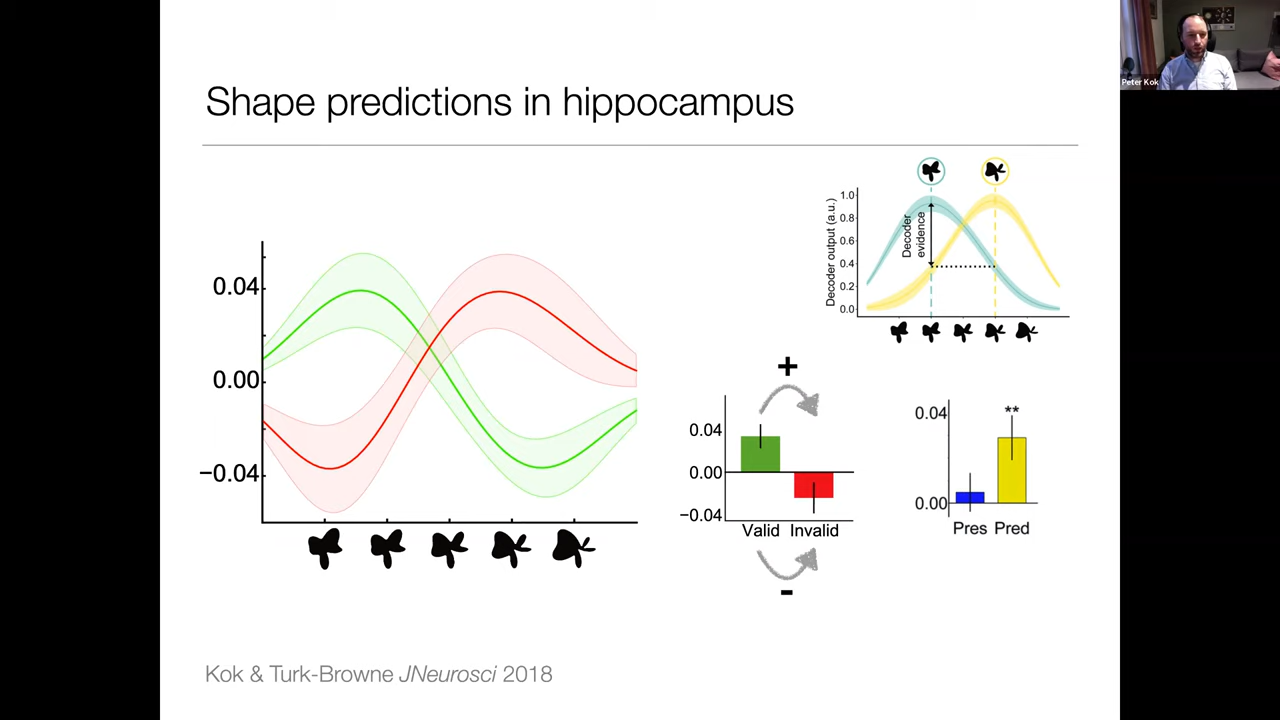 Shape predictions in hippocampus
Peter Kok
0.04
0.00
−0.04
Decoder output (a.u.)
1.0
0.8
0.6
0.4
0.2
0.0
Decoder
evidence
+
0.04
0.00
−0.04
Valid Invalid
-
0.04
**
0.00
Pres Pred
Kok & Turk-Browne JNeurosci 2018